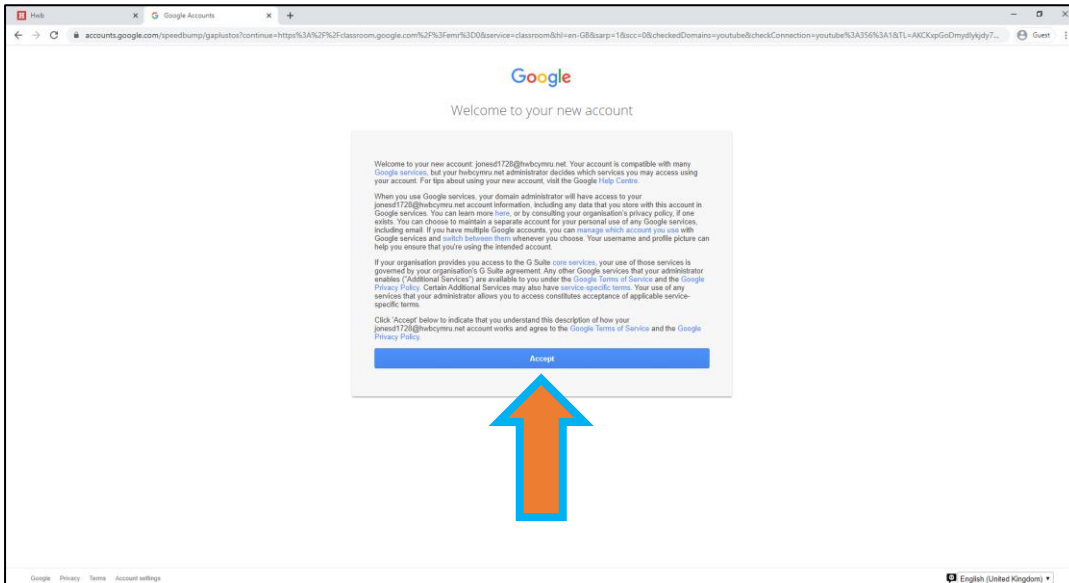 Hwb
Google Accounts
accounts.google.com/speedbump/gaplustos?continue=https%3A%2F%2Fclassroom.google.com%2F%3Femr%3D0&service=classroom&hl=en-GB&sarp=1&scc=0&checkedDomains=youtube&checkConnection=youtube%3A356%3A1&TL=AKCKxpGoDmydlykjdy7...
Guest
Google
Welcome to your new account
Welcome to your new account: jonesd1728@hwbcymru.net. Your account is compatible with many
Google services, but your hwbcymru.net administrator decides which services you may access using
your account. For tips about using your new account, visit the Google Help Centre.
When you use Google services, your domain administrator will have access to your
jonesd1728@hwbcymru.net account information, including any data that you store with this account in
Google services. You can learn more here, or by consulting your organisation's privacy policy, if one
exists. You can choose to maintain a separate account for your personal use of any Google services,
including email. If you have multiple Google accounts, you can manage which account you use with
Google services and switch between them whenever you choose. Your username and profile picture can
help you ensure that you're using the intended account.
If your organisation provides you access to the G Suite core services, your use of those services is
governed by your organisation's G Suite agreement. Any other Google services that your administrator
enables ("Additional Services") are available to you under the Google Terms of Service and the Google
Privacy Policy. Certain Additional Services may also have service-specific terms. Your use of any
services that your administrator allows you to access constitutes acceptance of applicable service-
specific terms.
Click 'Accept' below to indicate that you understand this description of how your
jonesd1728@hwbcymru.net account works and agree to the Google Terms of Service and the Google
Privacy Policy.
Accept
Google Privacy Terms Account settings
English (United Kingdom)